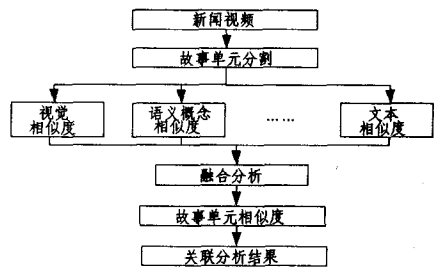 新闻视频
故事单元分割
视觉
相似度
语义概念
相似度
……
文本
相似度
融合分析
故事单元相似度
关联分析结果